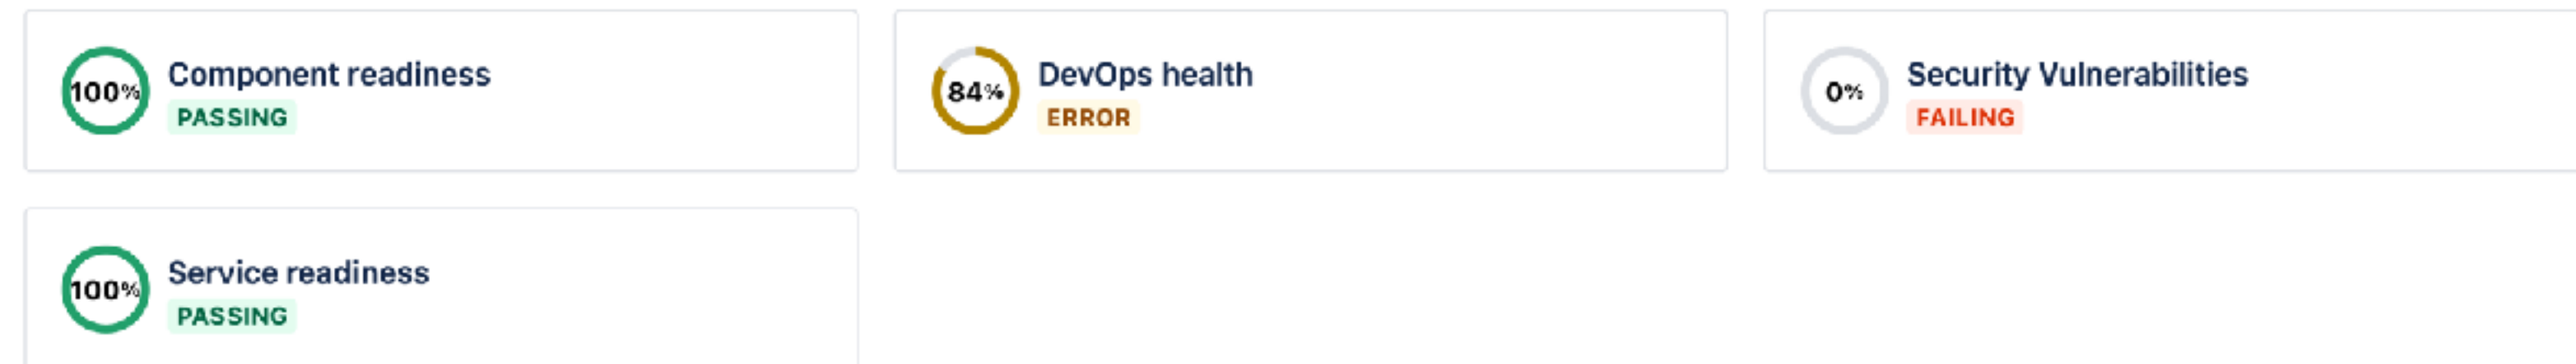 100%
Component readiness
PASSING
84%
DevOps health
ERROR
0%
Security Vulnerabilities
FAILING
100%
Service readiness
PASSING